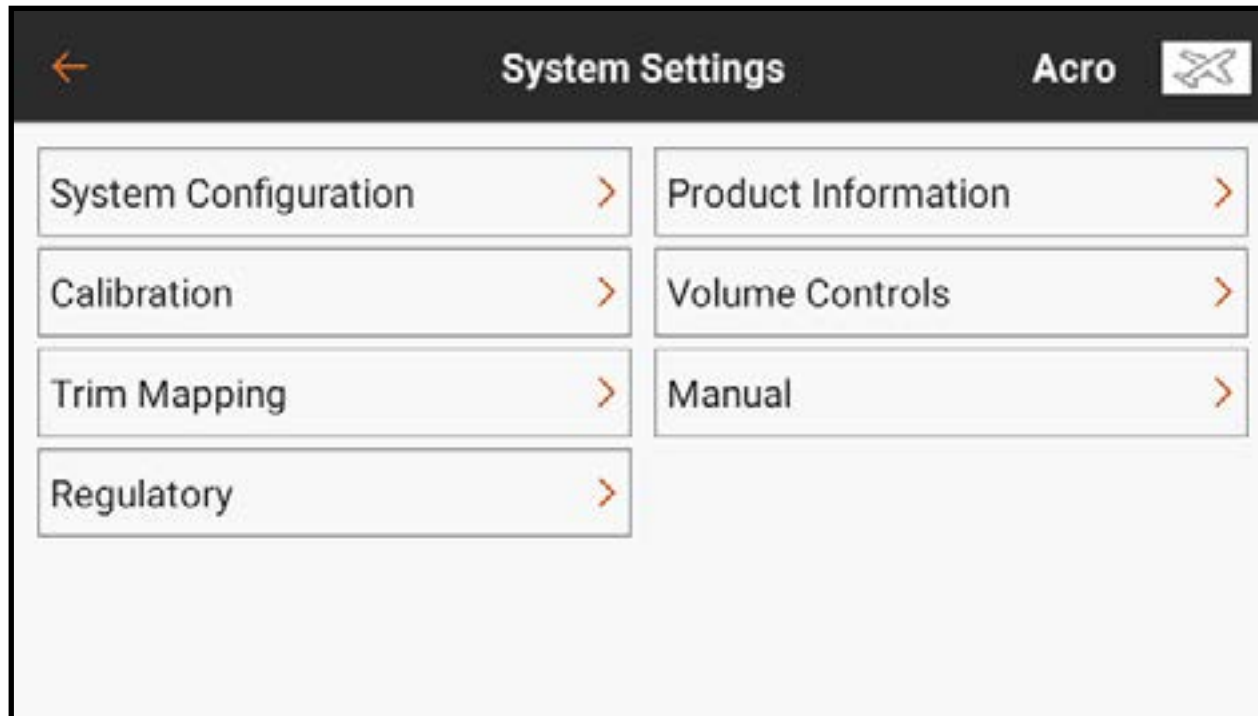 System Settings Acro
System Configuration
Product Information
Calibration
Volume Controls
Trim Mapping
Manual
Regulatory